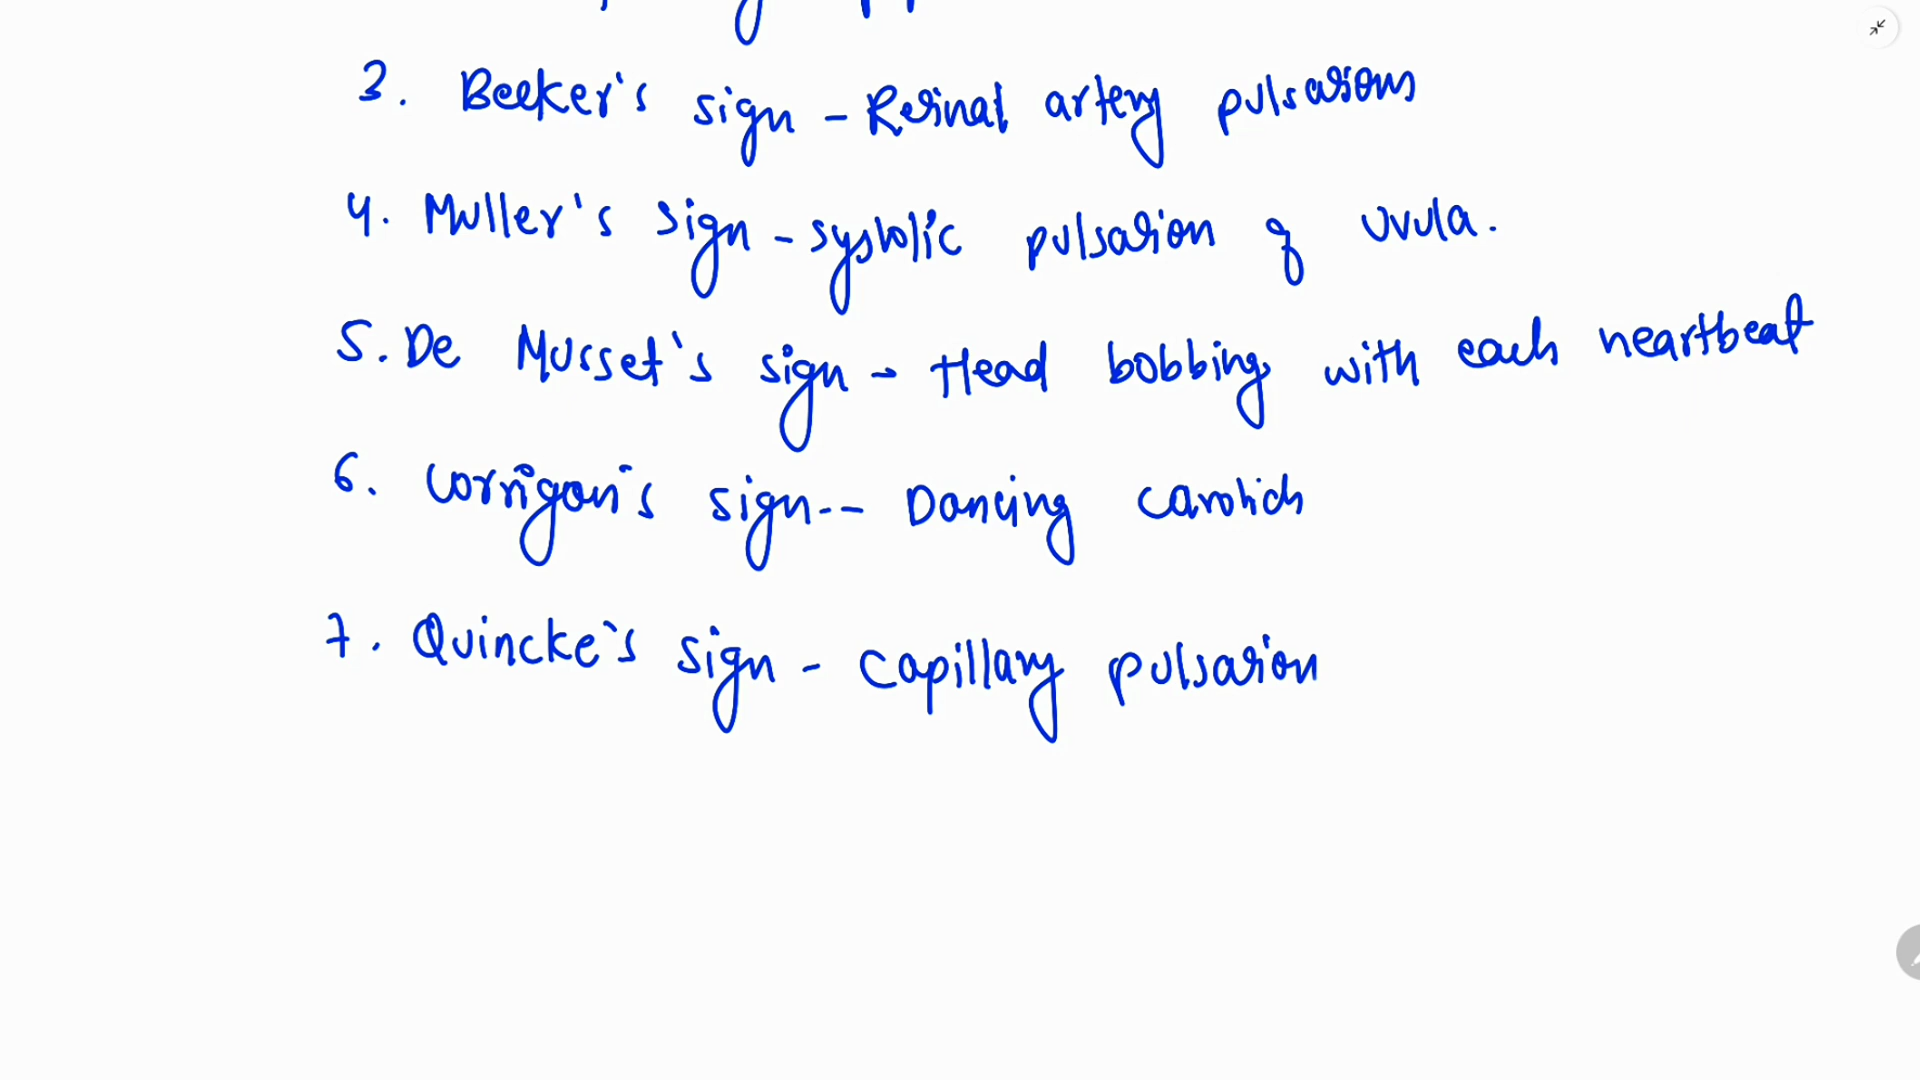 3. Becker's sign - Retinal artery pulsations
4. Muller's sign - systolic pulsation of uvula.
5. De Musset's sign - Head bobbing with each heartbeat
6. Corrigan's sign -- Dancing carotids
7. Quincke's sign - Capillary pulsation